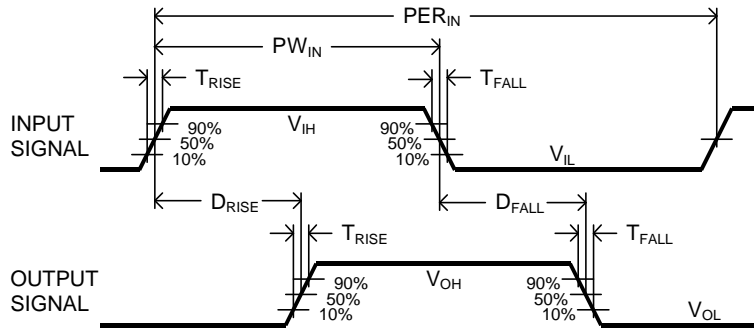 PER_IN
PW_IN
T_RISE
T_FALL
INPUT
SIGNAL
V_IH
90%
50%
10%
90%
50%
10%
V_IL
D_RISE
D_FALL
T_RISE
T_FALL
OUTPUT
SIGNAL
90%
50%
10%
V_OH
90%
50%
10%
V_OL